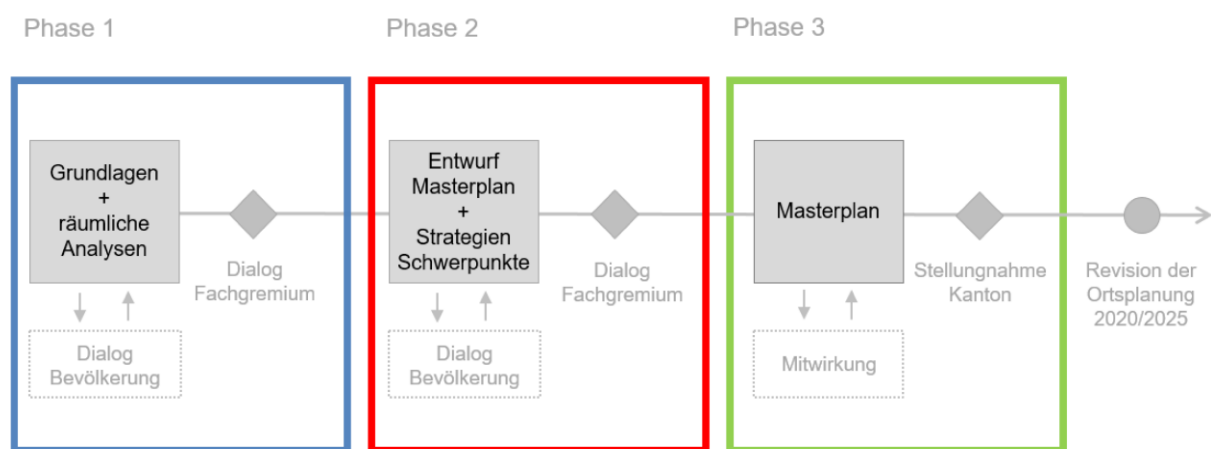 Phase 1
Phase 2
Phase 3
Grundlagen
+
räumliche
Analysen
Dialog
Fachgremium
Dialog
Bevölkerung
Entwurf
Masterplan
+
Strategien
Schwerpunkte
Dialog
Fachgremium
Dialog
Bevölkerung
Masterplan
Stellungnahme
Kanton
Mitwirkung
Revision der
Ortsplanung
2020/2025